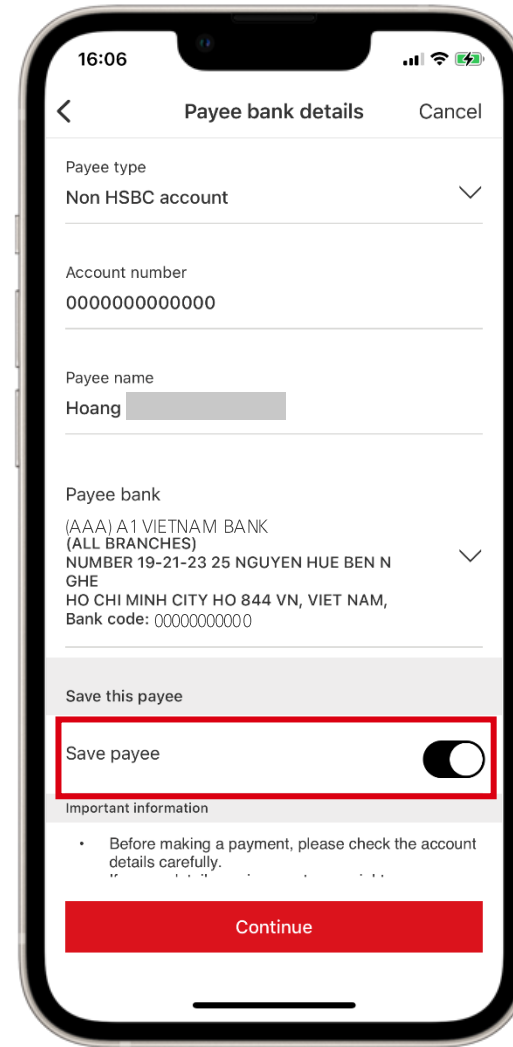 16:06
Payee bank details
Cancel
Payee type
Non HSBC account
Account number
0000000000000
Payee name
Hoang
Payee bank
(AAA) A1 VIETNAM BANK
(ALL BRANCHES)
NUMBER 19-21-23 25 NGUYEN HUE BEN N
GHE
HO CHI MINH CITY HO 844 VN, VIET NAM,
Bank code: 00000000000
Save this payee
Save payee
Important information
• Before making a payment, please check the account
details carefully.
Continue